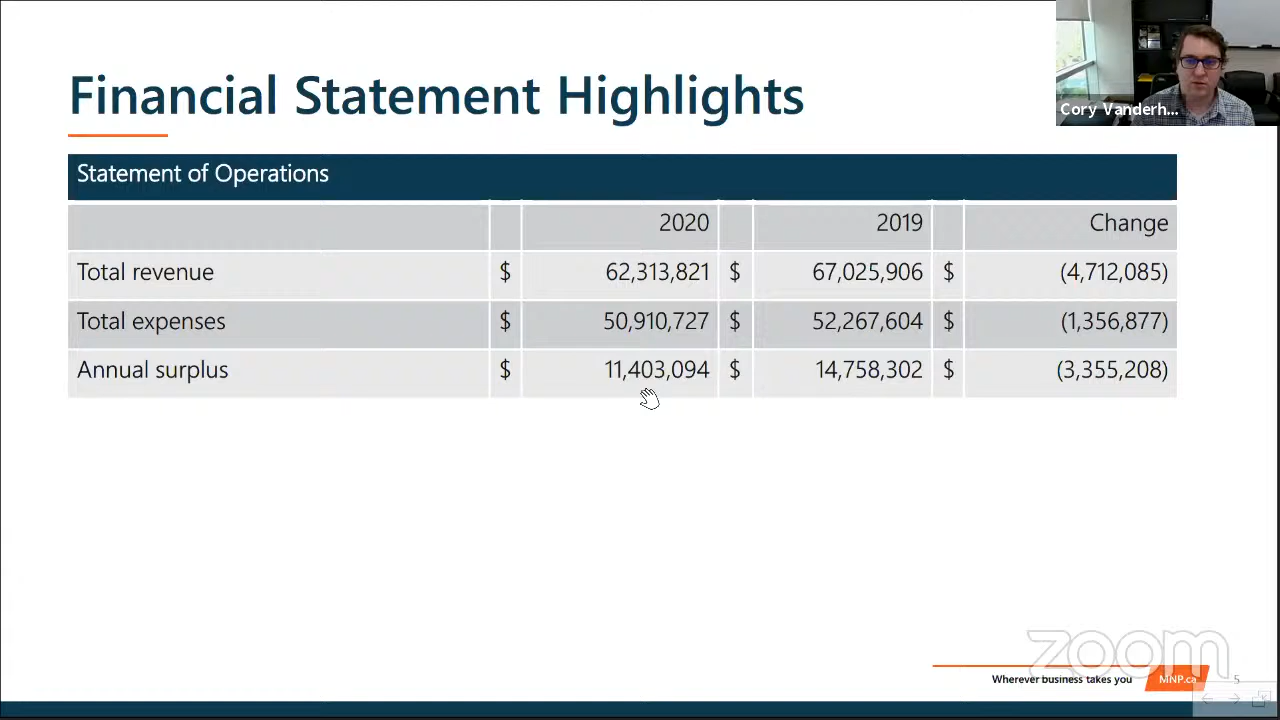 Financial Statement Highlights
Cory Vanderh...
Statement of Operations
2020 2019 Change
Total revenue $ 62,313,821 $ 67,025,906 $ (4,712,085)
Total expenses $ 50,910,727 $ 52,267,604 $ (1,356,877)
Annual surplus $ 11,403,094 $ 14,758,302 $ (3,355,208)
zoom
Wherever business takes you MNP.ca 5